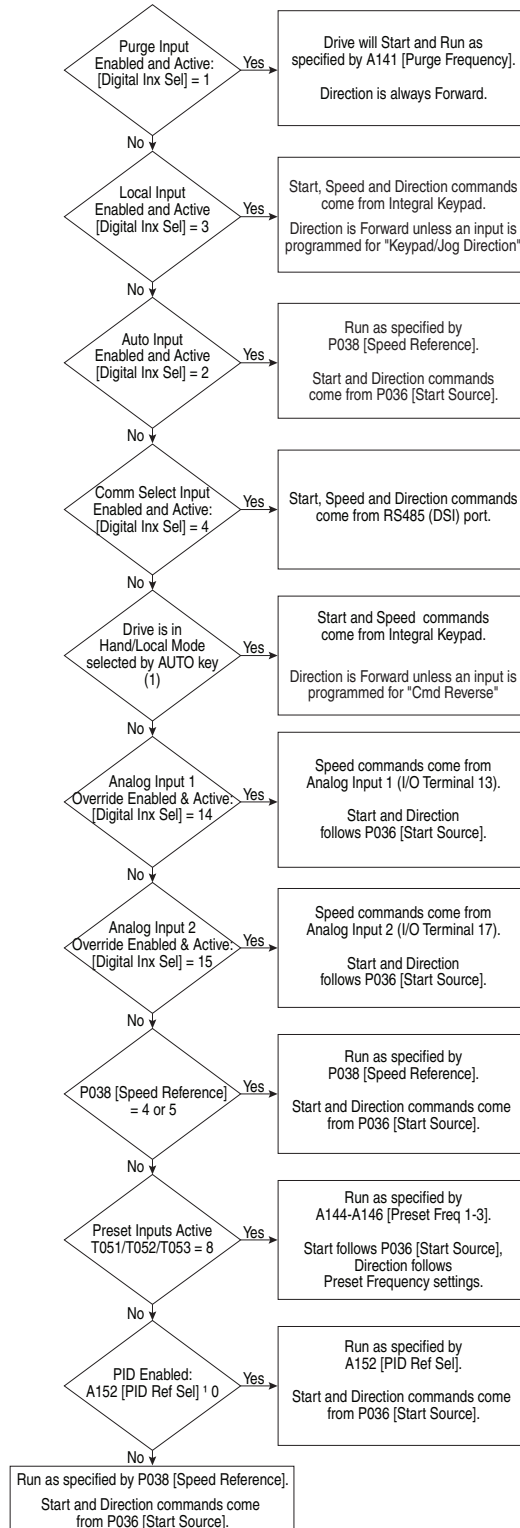 Purge Input
Enabled and Active:
[Digital Inx Sel] = 1
Yes
Drive will Start and Run as
specified by A141 [Purge Frequency].
Direction is always Forward.
No
Local Input
Enabled and Active
[Digital Inx Sel] = 3
Yes
Start, Speed and Direction commands
come from Integral Keypad.
Direction is Forward unless an input is
programmed for "Keypad/Jog Direction"
No
Auto Input
Enabled and Active
[Digital Inx Sel] = 2
Yes
Run as specified by
P038 [Speed Reference].
Start and Direction commands
come from P036 [Start Source].
No
Comm Select Input
Enabled and Active:
[Digital Inx Sel] = 4
Yes
Start, Speed and Direction commands
come from RS485 (DSI) port.
No
Drive is in
Hand/Local Mode
selected by AUTO key
(1)
Yes
Start and Speed commands
come from Integral Keypad.
Direction is Forward unless an input is
programmed for "Cmd Reverse"
No
Analog Input 1
Override Enabled & Active:
[Digital Inx Sel] = 14
Yes
Speed commands come from
Analog Input 1 (I/O Terminal 13).
Start and Direction
follows P036 [Start Source].
No
Analog Input 2
Override Enabled & Active:
[Digital Inx Sel] = 15
Yes
Speed commands come from
Analog Input 2 (I/O Terminal 17).
Start and Direction
follows P036 [Start Source].
No
P038 [Speed Reference]
= 4 or 5
Yes
Run as specified by
P038 [Speed Reference].
Start and Direction commands come
from P036 [Start Source].
No
Preset Inputs Active
T051/T052/T053 = 8
Yes
Run as specified by
A144-A146 [Preset Freq 1-3].
Start follows P036 [Start Source],
Direction follows
Preset Frequency settings.
No
PID Enabled:
A152 [PID Ref Sel] ¹ 0
Yes
Run as specified by
A152 [PID Ref Sel].
Start and Direction commands come
from P036 [Start Source].
No
Run as specified by P038 [Speed Reference].
Start and Direction commands come
from P036 [Start Source].